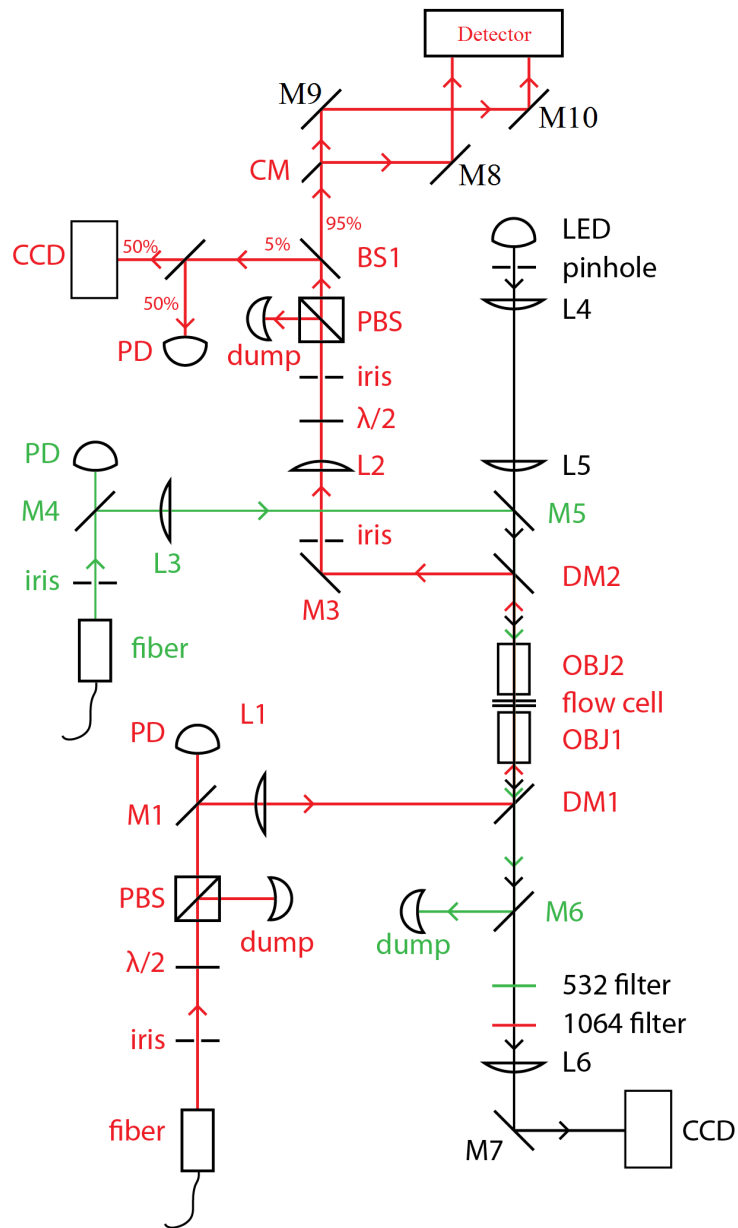 Detector
M9
M10
CM
M8
95%
LED
CCD
50%
5%
BS1
pinhole
50%
L4
PBS
PD
dump
iris
λ/2
PD
L2
L5
M4
M5
iris
L3
iris
DM2
M3
fiber
OBJ2
flow cell
L1
PD
OBJ1
M1
DM1
PBS
M6
dump
dump
λ/2
532 filter
1064 filter
iris
L6
fiber
M7
CCD